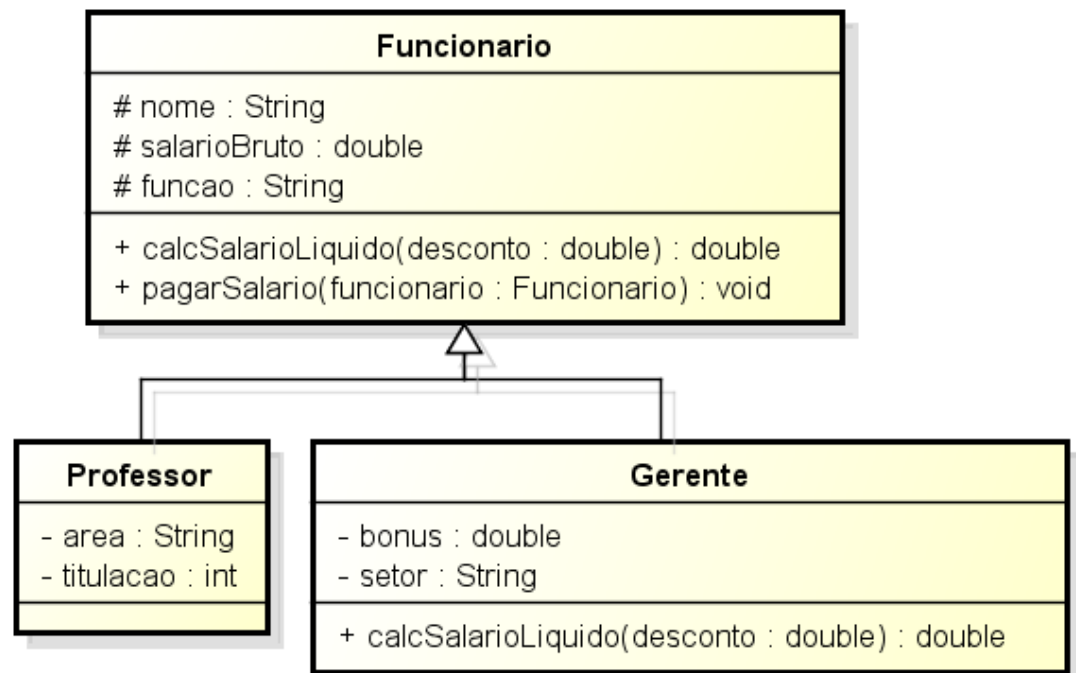 Funcionario
# nome : String
# salarioBruto : double
# funcao : String
+ calcSalarioLiquido(desconto : double) : double
+ pagarSalario(funcionario : Funcionario) : void
Professor
- area : String
- titulacao : int
Gerente
- bonus : double
- setor : String
+ calcSalarioLiquido(desconto : double) : double